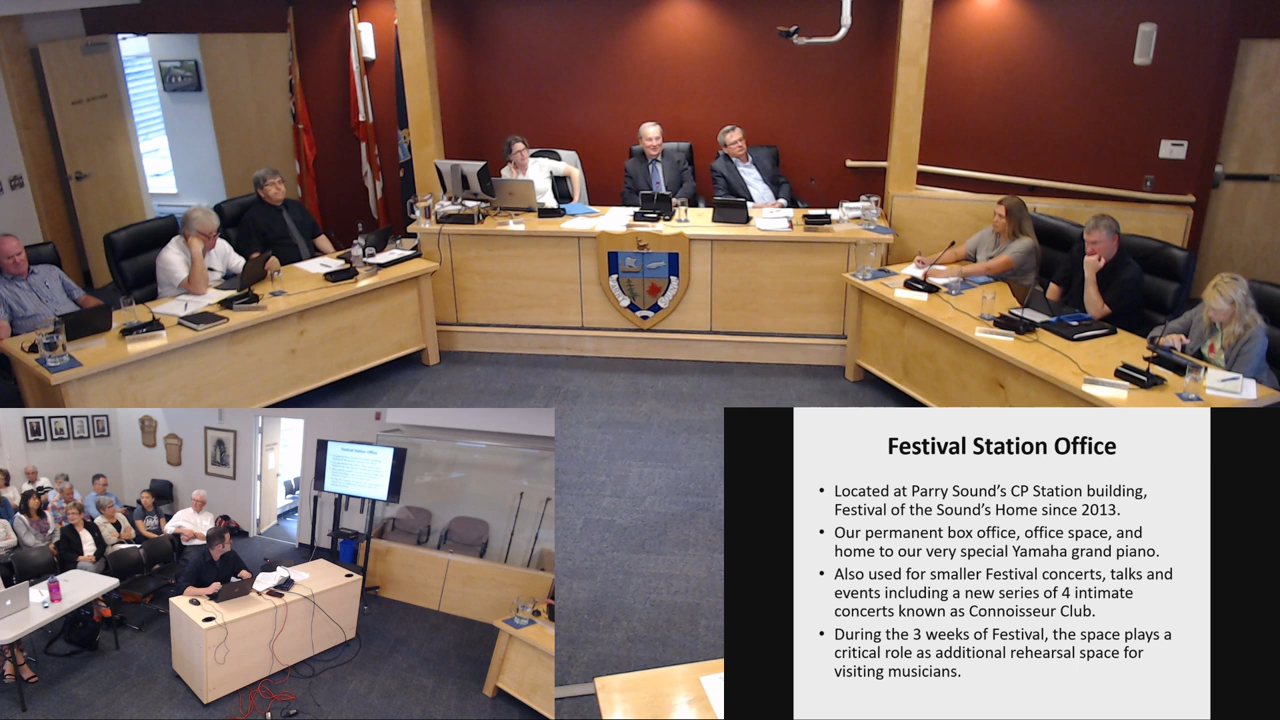 Festival Station Office
• Located at Parry Sound's CP Station building,
Festival of the Sound's Home since 2013.
• Our permanent box office, office space, and
home to our very special Yamaha grand piano.
• Also used for smaller Festival concerts, talks and
events including a new series of 4 intimate
concerts known as Connoisseur Club.
• During the 3 weeks of Festival, the space plays a
critical role as additional rehearsal space for
visiting musicians.